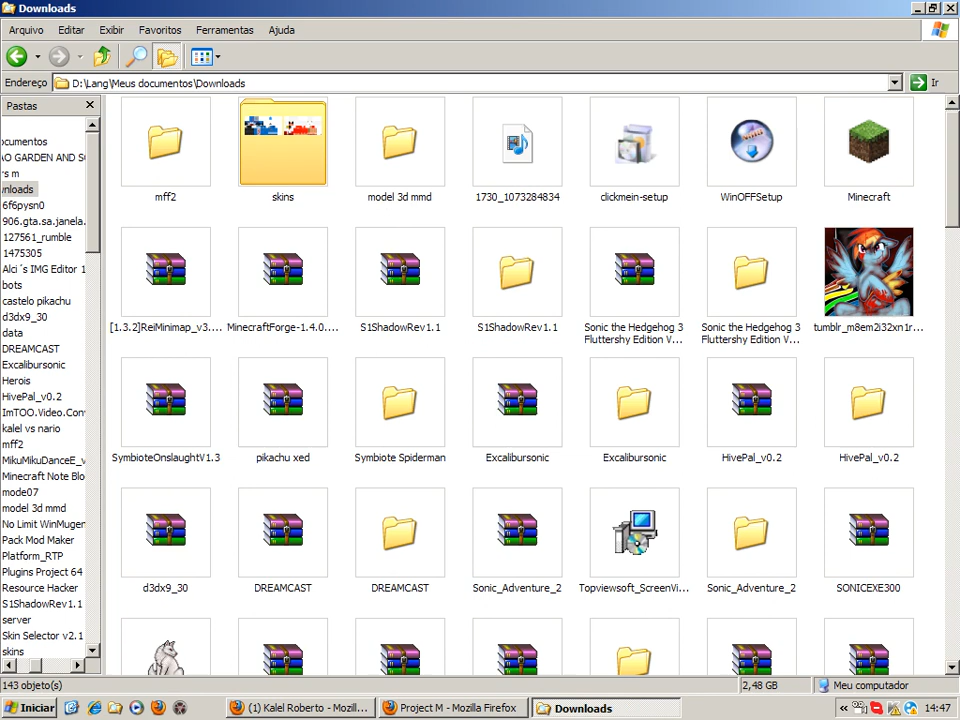 Downloads
Arquivo Editar Exibir Favoritos Ferramentas Ajuda
Endereço D:\Lang\Meus documentos\Downloads Ir
Pastas
ocumentos
AO GARDEN AND S
rs m
wnloads
6f6pysn0
906.gta.sa.janela.
127561_rumble
1475305
Alci´s IMG Editor 1
bots
castelo pikachu
d3dx9_30
data
DREAMCAST
Excalibursonic
Herois
HivePal_v0.2
ImTOO.Video.Con
kalel vs nario
mff2
MikuMikuDanceE_v
Minecraft Note Blo
mode07
model 3d mmd
No Limit WinMugen
Pack Mod Maker
Platform_RTP
Plugins Project 64
Resource Hacker
S1ShadowRev1.1
server
Skin Selector v2.1
skins
mff2 skins model 3d mmd 1730_1073284834 clickmein-setup WinOFFSetup Minecraft
[1.3.2]ReiMinimap_v3.... MinecraftForge-1.4.0.... S1ShadowRev1.1 S1ShadowRev1.1 Sonic the Hedgehog 3 Sonic the Hedgehog 3 tumblr_m8em2i32xn1r...
Fluttershy Edition V... Fluttershy Edition V...
SymbioteOnslaughtV1.3 pikachu xed Symbiote Spiderman Excalibursonic Excalibursonic HivePal_v0.2 HivePal_v0.2
d3dx9_30 DREAMCAST DREAMCAST Sonic_Adventure_2 Topviewsoft_ScreenVi... Sonic_Adventure_2 SONICEXE300
143 objeto(s) 2,48 GB Meu computador
Iniciar (1) Kalel Roberto - Mozill... Project M - Mozilla Firefox Downloads 14:47